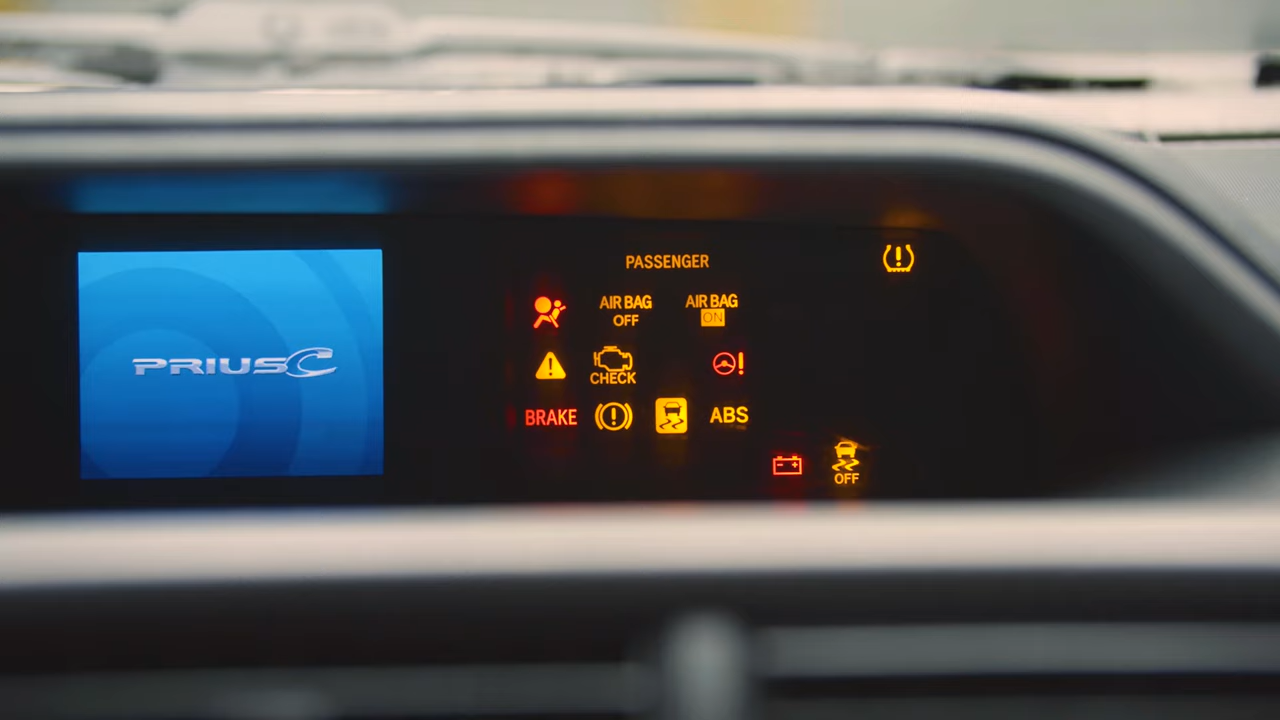 PASSENGER
AIR BAG OFF
AIR BAG ON
PRIUS C
CHECK
BRAKE
ABS
OFF